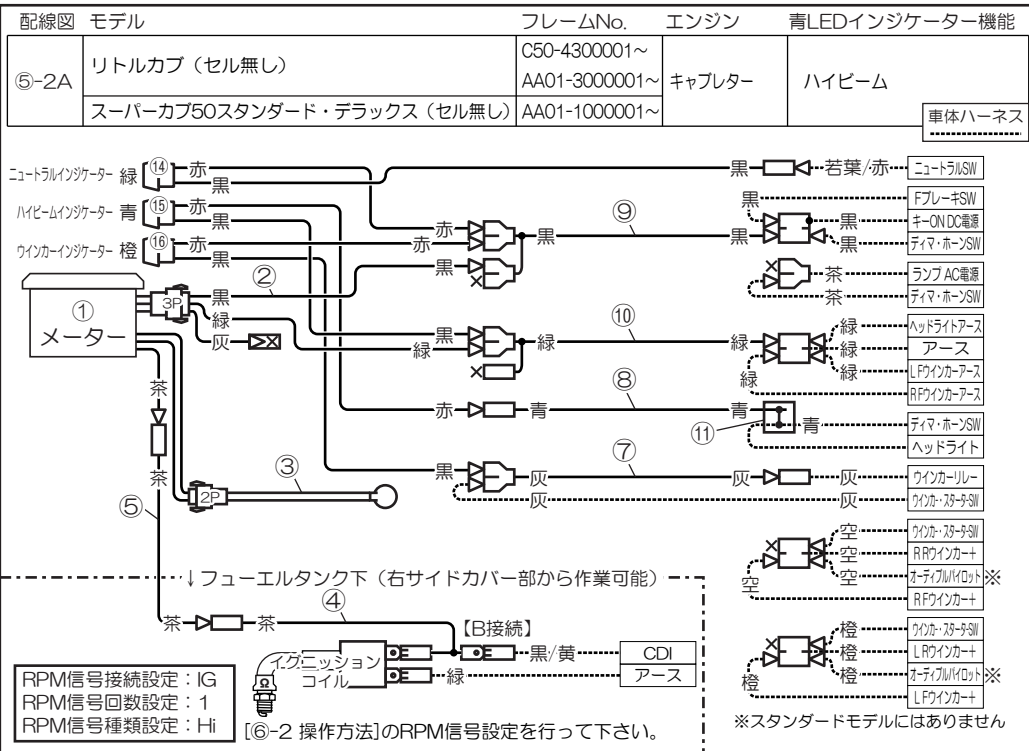 配線図 モデル フレームNo. エンジン 青LEDインジケーター機能
⑤-2A リトルカブ（セル無し） C50-4300001～ キャブレター ハイビーム
AA01-3000001～
スーパーカブ50スタンダード・デラックス（セル無し） AA01-1000001～
車体ハーネス
ニュートラルインジケーター 緑 ⑭ 赤 黒 黒 若葉/赤 ニュートラルSW
ハイビームインジケーター 青 ⑮ 赤 黒
ウインカーインジケーター 橙 ⑯ 赤 黒
赤 赤 黒 黒 ⑨ 黒 黒 FブレーキSW
黒 キーON DC電源
黒 ディマ・ホーンSW
茶 ランプ AC電源
茶 ディマ・ホーンSW
① メーター
3P 黒 ② 緑 灰
黒 緑 緑 ⑩ 緑 緑 ヘッドライトアース
緑 アース
緑 LFウインカーアース
緑 RFウインカーアース
赤 青 ⑧ 青 ⑪ 青 ディマ・ホーンSW
ヘッドライト
黒 灰 ⑦ 灰 灰 ウインカーリレー
灰 灰 ウインカー・スターターSW
茶
茶
⑤
2P ③
空 ウインカー・スターターSW
空 RRウインカー＋
空 オーディブルパイロット ※
空 RFウインカー＋
橙 ウインカー・スターターSW
橙 LRウインカー＋
橙 オーディブルパイロット ※
橙 LFウインカー＋
※スタンダードモデルにはありません
↓フューエルタンク下（右サイドカバー部から作業可能）
茶 茶 ④
【B接続】
イグニッション
コイル
黒/黄 CDI
緑 アース
RPM信号接続設定：IG
RPM信号回数設定：1
RPM信号種類設定：Hi
[⑥-2 操作方法]のRPM信号設定を行って下さい。